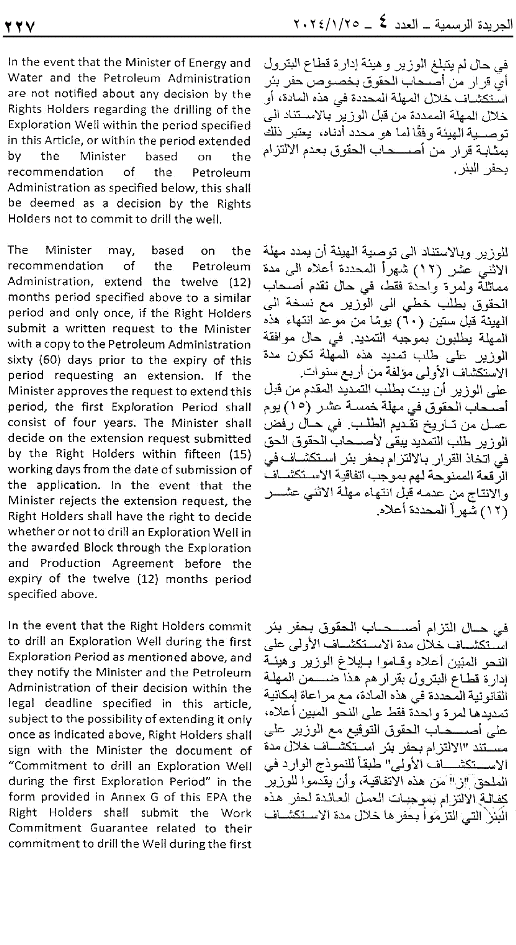 الجريدة الرسمية – العدد ٤ – ٢٠٢٤/١/٢٥
٢٢٧
In the event that the Minister of Energy and
Water and the Petroleum Administration
are not notified about any decision by the
Rights Holders regarding the drilling of the
Exploration Well within the period specified
in this Article, or within the period extended
by the Minister based on the
recommendation of the Petroleum
Administration as specified below, this shall
be deemed as a decision by the Rights
Holders not to commit to drill the well.
The Minister may, based on the
recommendation of the Petroleum
Administration, extend the twelve (12)
months period specified above to a similar
period and only once, if the Right Holders
submit a written request to the Minister
with a copy to the Petroleum Administration
sixty (60) days prior to the expiry of this
period requesting an extension. If the
Minister approves the request to extend this
period, the first Exploration Period shall
consist of four years. The Minister shall
decide on the extension request submitted
by the Right Holders within fifteen (15)
working days from the date of submission of
the application. In the event that the
Minister rejects the extension request, the
Right Holders shall have the right to decide
whether or not to drill an Exploration Well in
the awarded Block through the Exploration
and Production Agreement before the
expiry of the twelve (12) months period
specified above.
In the event that the Right Holders commit
to drill an Exploration Well during the first
Exploration Period as mentioned above, and
they notify the Minister and the Petroleum
Administration of their decision within the
legal deadline specified in this article,
subject to the possibility of extending it only
once as indicated above, Right Holders shall
sign with the Minister the document of
“Commitment to drill an Exploration Well
during the first Exploration Period” in the
form provided in Annex G of this EPA the
Right Holders shall submit the Work
Commitment Guarantee related to their
commitment to drill the Well during the first
في حال لم يتبلغ الوزير وهيئة إدارة قطاع البترول
أي قرار من أصحاب الحقوق بخصوص حفر بئر
استكشاف خلال المهلة المحددة في هذه المادة، أو
خلال المهلة الممددة من قبل الوزير بالاستناد الى
توصية الهيئة وفقًا لما هو محدد أدناه، يعتبر ذلك
بمثابة قرار من أصحاب الحقوق بعدم الالتزام
بحفر البئر.
للوزير وبالاستناد الى توصية الهيئة أن يمدد مهلة
الاثني عشر (١٢) شهراً المحددة أعلاه الى مدة
مماثلة ولمرة واحدة فقط، في حال تقدم أصحاب
الحقوق بطلب خطي الى الوزير مع نسخة الى
الهيئة قبل ستين (٦٠) يومًا من موعد انتهاء هذه
المهلة يطلبون بموجبه التمديد. في حال موافقة
الوزير على طلب تمديد هذه المهلة تكون مدة
الاستكشاف الأولى مؤلفة من أربع سنوات.
على الوزير أن يبت بطلب التمديد المقدم من قبل
أصحاب الحقوق في مهلة خمسة عشر (١٥) يوم
عمل من تاريخ تقديم الطلب. في حال رفض
الوزير طلب التمديد يبقى لأصحاب الحقوق الحق
في اتخاذ القرار بالالتزام بحفر بئر استكشاف في
الرقعة الممنوحة لهم بموجب اتفاقية الاستكشاف
والانتاج من عدمه قبل انتهاء مهلة الاثني عشر
(١٢) شهراً المحددة أعلاه.
في حال التزام أصحاب الحقوق بحفر بئر
استكشاف خلال مدة الاستكشاف الأولى على
النحو المبيّن أعلاه وقاموا بإبلاغ الوزير وهيئة
إدارة قطاع البترول بقرارهم هذا ضمن المهلة
القانونية المحددة في هذه المادة، مع مراعاة إمكانية
تمديدها لمرة واحدة فقط على النحو المبين أعلاه،
على أصحاب الحقوق التوقيع مع الوزير على
مستند "الالتزام بحفر بئر استكشاف خلال مدة
الاستكشاف الأولى" طبقاً للنموذج الوارد في
الملحق "ز" من هذه الاتفاقية، وأن يقدموا للوزير
كفالة الالتزام بموجبات العمل العائدة لحفر هذه
البئر التي التزموا بحفرها خلال مدة الاستكشاف